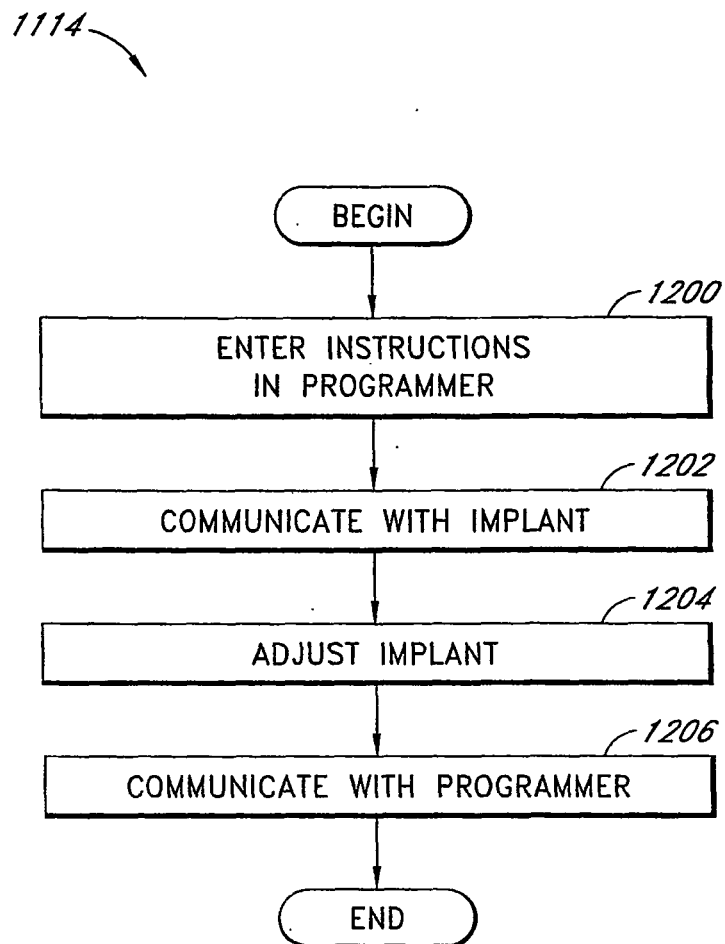 1114
BEGIN
1200
ENTER INSTRUCTIONS
IN PROGRAMMER
1202
COMMUNICATE WITH IMPLANT
1204
ADJUST IMPLANT
1206
COMMUNICATE WITH PROGRAMMER
END